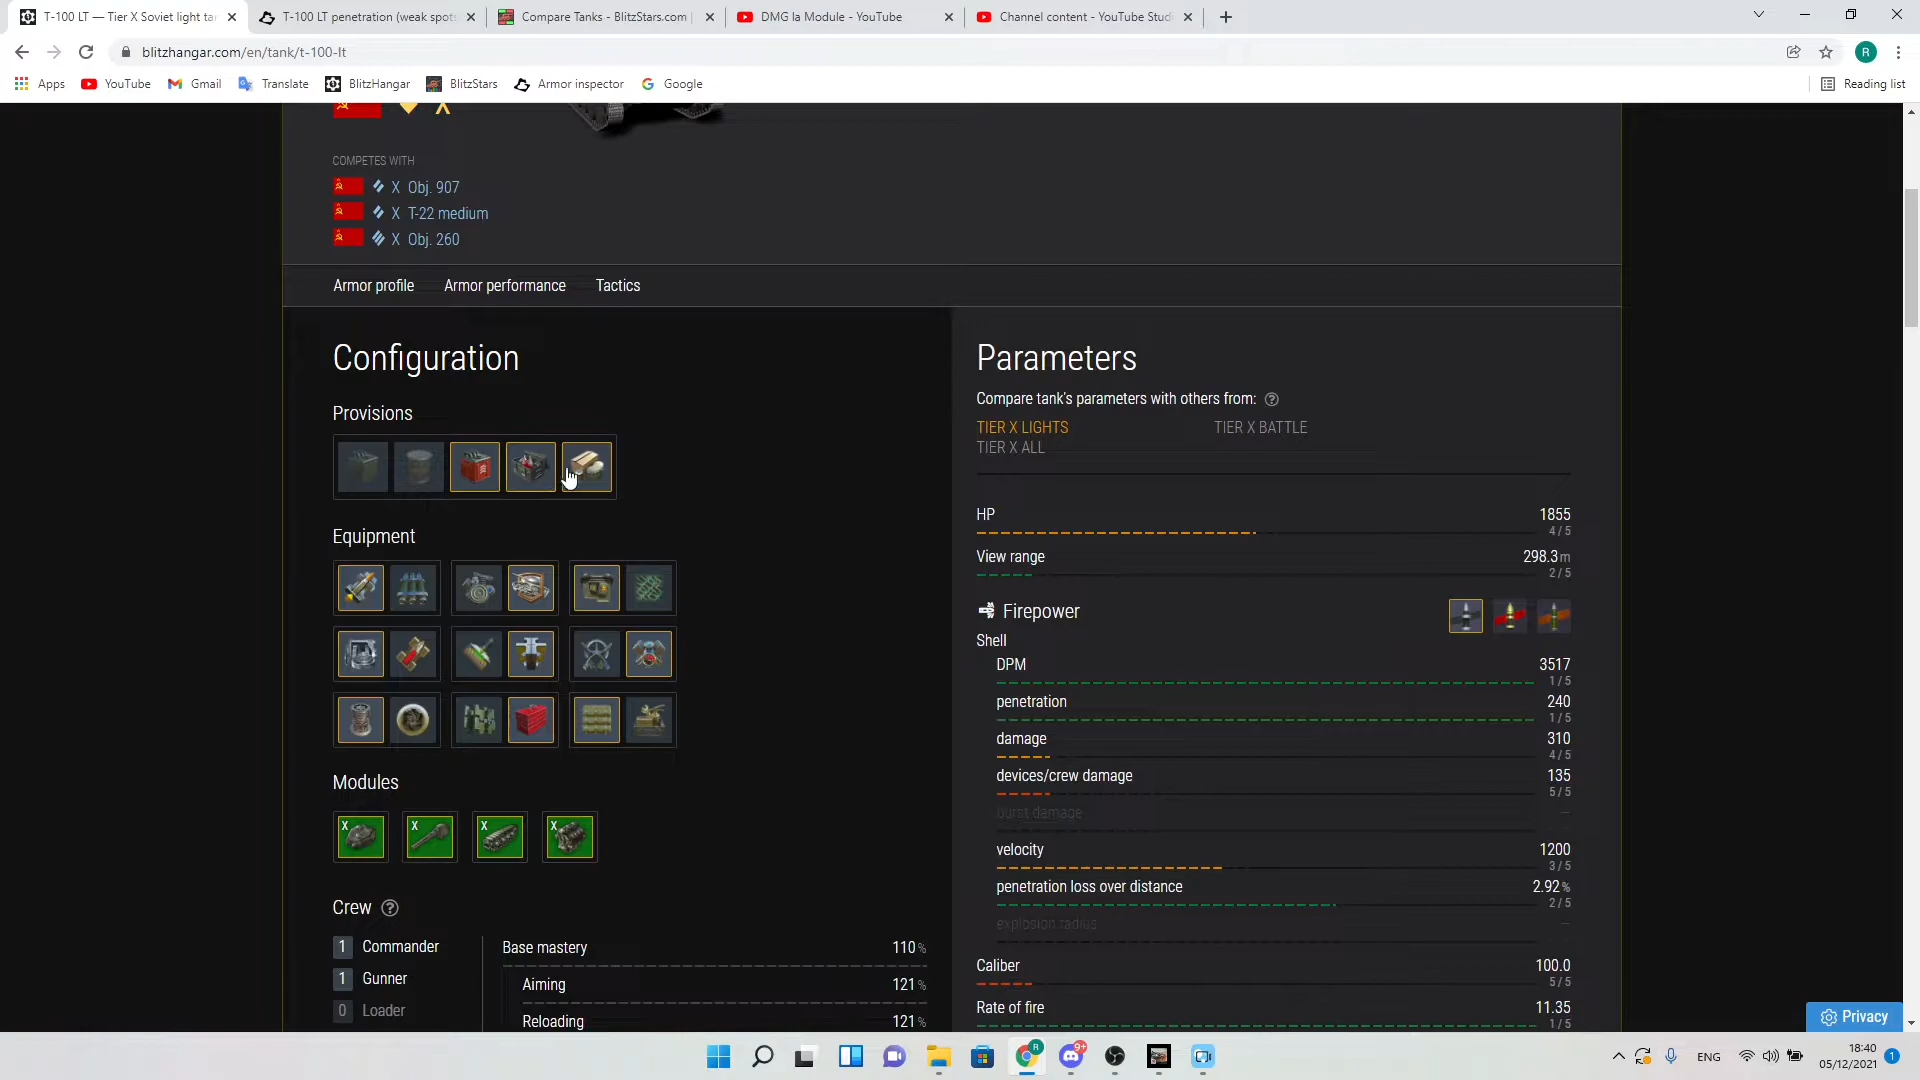 T-100 LT — Tier X Soviet light ta
T-100 LT penetration (weak spots
Compare Tanks - BlitzStars.com |
DMG la Module - YouTube
Channel content - YouTube Studi
blitzhangar.com/en/tank/t-100-lt
R
Apps
YouTube
Gmail
Translate
BlitzHangar
BlitzStars
Armor inspector
Google
Reading list
COMPETES WITH
X Obj. 907
X T-22 medium
X Obj. 260
Armor profile
Armor performance
Tactics
Configuration
Provisions
Equipment
Modules
X
X
X
X
Crew ?
1 Commander
1 Gunner
0 Loader
Base mastery 110 %
Aiming 121 %
Reloading 121 %
Parameters
Compare tank's parameters with others from: ?
TIER X LIGHTS
TIER X BATTLE
TIER X ALL
HP 1855
4 / 5
View range 298.3 m
2 / 5
Firepower
Shell
DPM 3517
1 / 5
penetration 240
1 / 5
damage 310
4 / 5
devices/crew damage 135
5 / 5
burst damage —
velocity 1200
3 / 5
penetration loss over distance 2.92 %
2 / 5
explosion radius —
Caliber 100.0
5 / 5
Rate of fire 11.35
1 / 5
Privacy
R
9+
ENG
18:40
05/12/2021
1